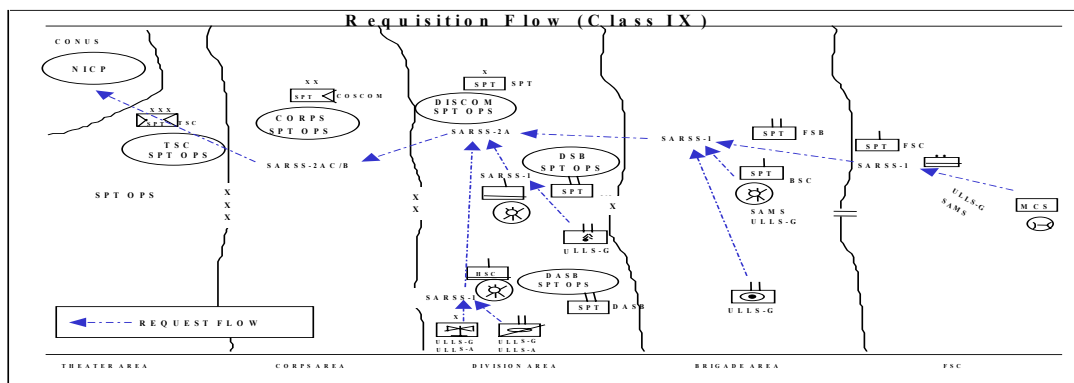 Requisition Flow (Class IX)
CONUS
NICP
XXX
SPT
TSC
TSC
SPT OPS
SPT OPS
X
X
X
XX
SPT
COSCOM
CORPS
SPT OPS
SARSS-2AC/B
X
X
X
SPT
SPT
DISCOM
SPT OPS
SARSS-2A
DSB
SPT OPS
SARSS-1
SPT
X
ULLS-G
HSC
DASB
SPT OPS
SARSS-1
SPT
DASB
X
ULLS-G
ULLS-A
ULLS-G
ULLS-A
SPT
FSB
SARSS-1
SPT
BSC
SAMS
ULLS-G
ULLS-G
FSC
SPT
SARSS-1
ULLS-G
SAMS
MCS
REQUEST FLOW
THEATER AREA
CORPS AREA
DIVISION AREA
BRIGADE AREA
FSC